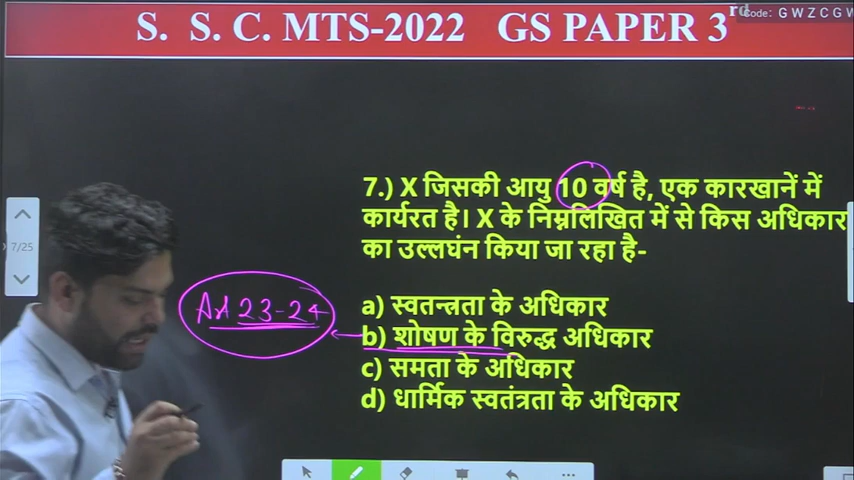 S. S. C. MTS-2022 GS PAPER 3
Code: G W Z C G W
7.) X जिसकी आयु 10 वर्ष है, एक कारखानें में
कार्यरत है। X के निम्नलिखित में से किस अधिकार
का उल्लघंन किया जा रहा है-
7/25
a) स्वतन्त्रता के अधिकार
Art 23-24
b) शोषण के विरुद्ध अधिकार
c) समता के अधिकार
d) धार्मिक स्वतंत्रता के अधिकार